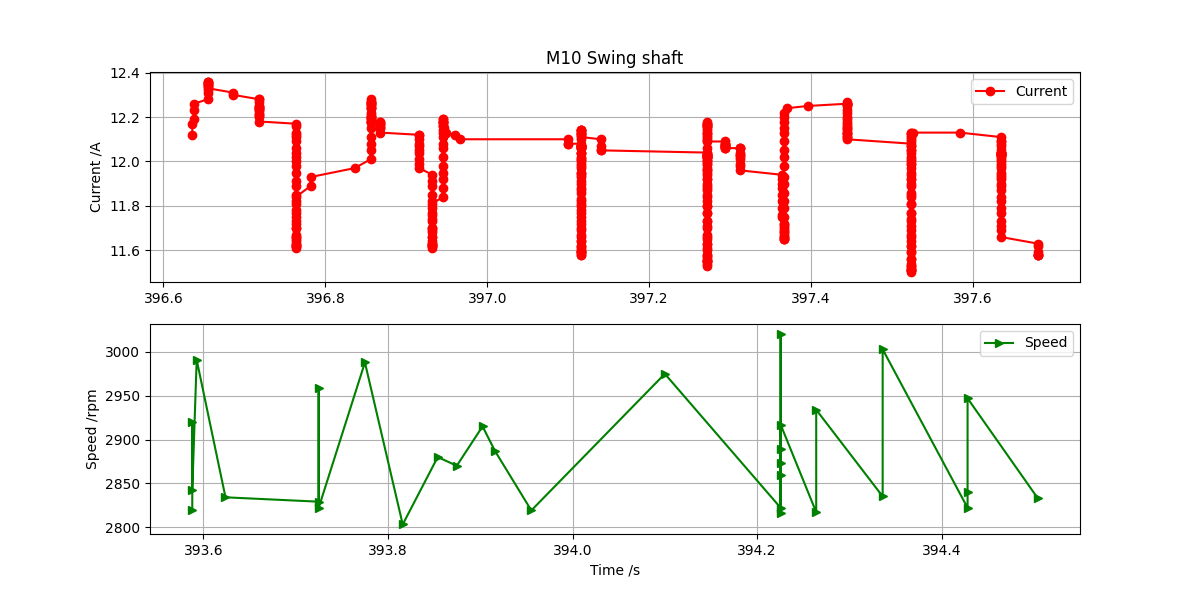 M10 Swing shaft
12.4
12.2
12.0
11.8
11.6
Current /A
Current
396.6 396.8 397.0 397.2 397.4 397.6
3000
2950
2900
2850
2800
Speed /rpm
Speed
393.6 393.8 394.0 394.2 394.4
Time /s